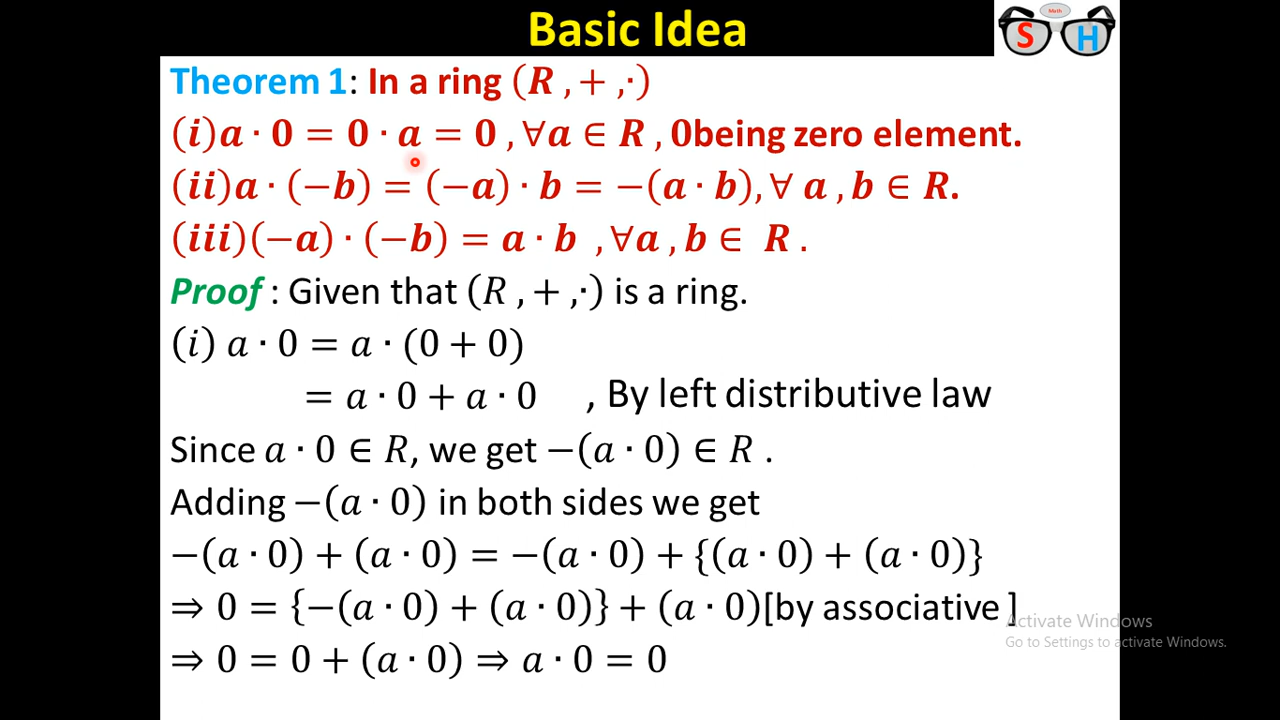 Basic Idea
Math
S H
Theorem 1: In a ring (R , + ,·)
(i)a · 0 = 0 · a = 0 , ∀a ∈ R , 0being zero element.
(ii)a · (−b) = (−a) · b = −(a · b), ∀ a , b ∈ R.
(iii)(−a) · (−b) = a · b , ∀a , b ∈ R .
Proof : Given that (R , + ,·) is a ring.
(i) a · 0 = a · (0 + 0)
= a · 0 + a · 0 , By left distributive law
Since a · 0 ∈ R, we get −(a · 0) ∈ R .
Adding −(a · 0) in both sides we get
−(a · 0) + (a · 0) = −(a · 0) + {(a · 0) + (a · 0)}
⇒ 0 = {−(a · 0) + (a · 0)} + (a · 0)[by associative ]
⇒ 0 = 0 + (a · 0) ⇒ a · 0 = 0
Activate Windows
Go to Settings to activate Windows.